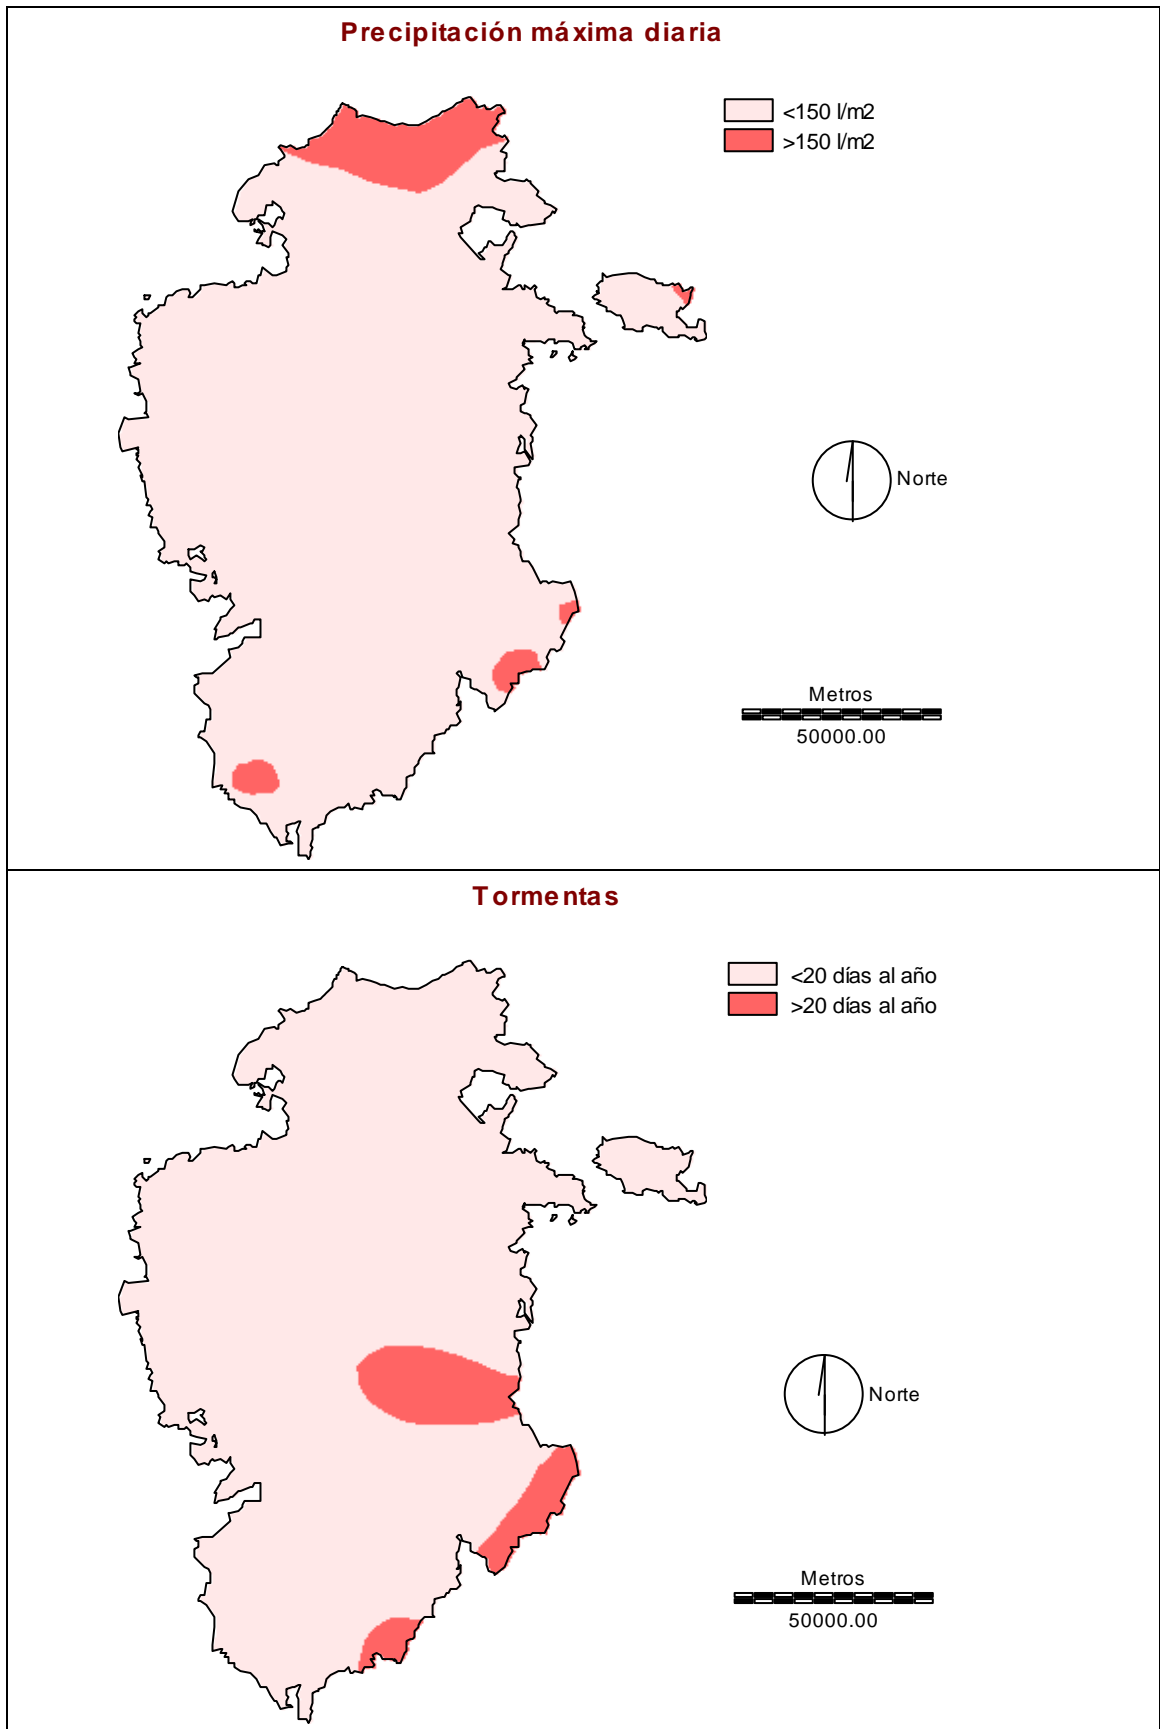 Precipitación máxima diaria
<150 l/m2
>150 l/m2
Norte
Metros
50000.00
Tormentas
<20 días al año
>20 días al año
Norte
Metros
50000.00